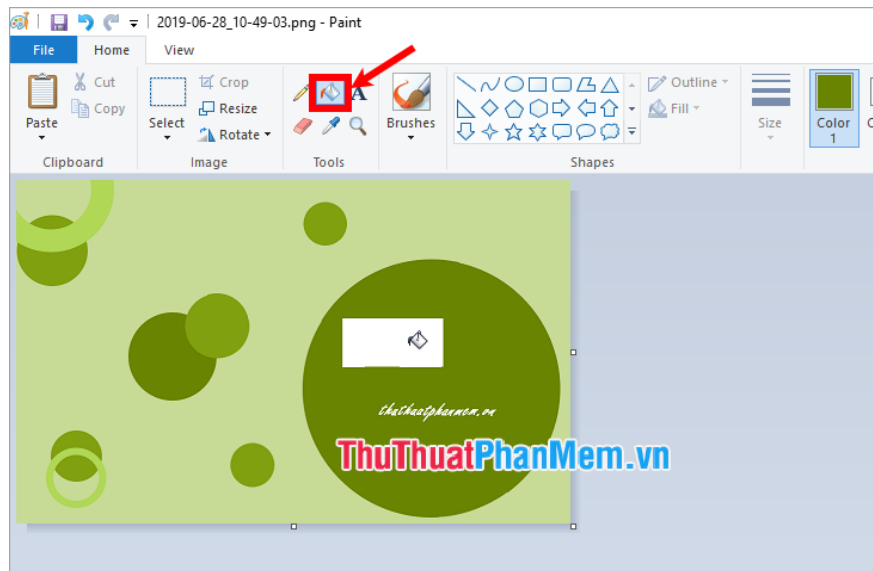 2019-06-28_10-49-03.png - Paint
File Home View
Cut
Copy
Paste
Clipboard
Select
Crop
Resize
Rotate
Image
A
Tools
Brushes
Shapes
Outline
Fill
Size
Color
1
thuthuatphanmem.vn
ThuThuatPhanMem.vn